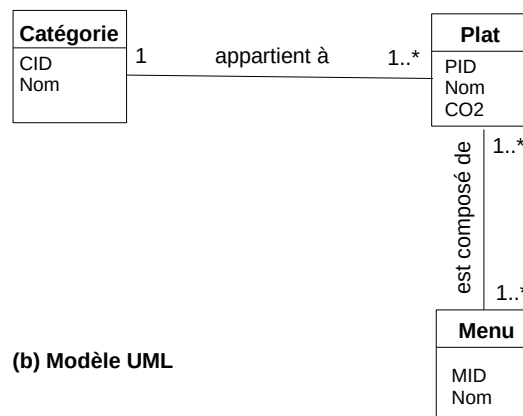 Catégorie
CID
Nom
1
appartient à
1..*
Plat
PID
Nom
CO2
1..*
est composé de
1..*
Menu
MID
Nom
(b) Modèle UML